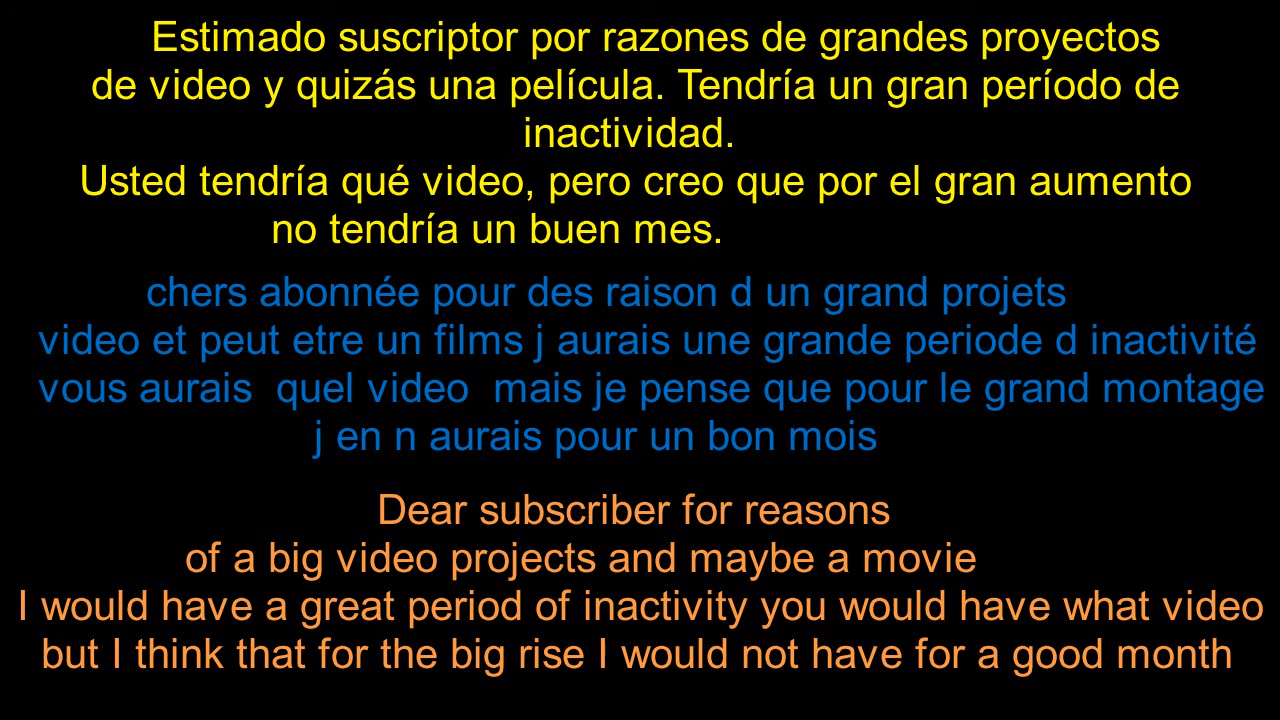 Estimado suscriptor por razones de grandes proyectos
de video y quizás una película. Tendría un gran período de
inactividad.
Usted tendría qué video, pero creo que por el gran aumento
no tendría un buen mes.
chers abonnée pour des raison d un grand projets
video et peut etre un films j aurais une grande periode d inactivité
vous aurais quel video mais je pense que pour le grand montage
j en n aurais pour un bon mois
Dear subscriber for reasons
of a big video projects and maybe a movie
I would have a great period of inactivity you would have what video
but I think that for the big rise I would not have for a good month